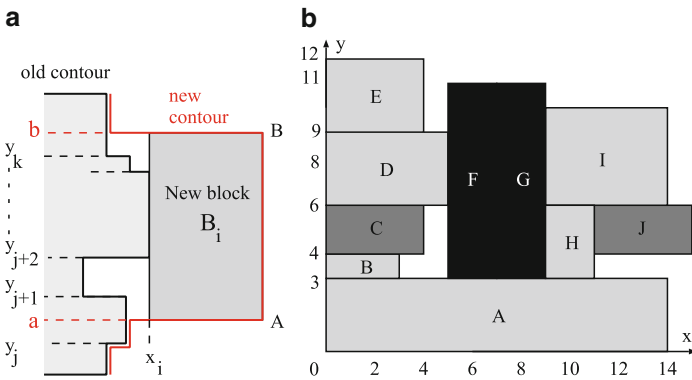 a
old contour
new
contour
b
B
y
k
New block
B
i
y
j+2
y
j+1
a
A
y
j
x
i
b
y
12
11
E
9
8
D
F
G
I
6
C
J
4
B
H
3
A
x
0
2
4
6
8
10
12
14